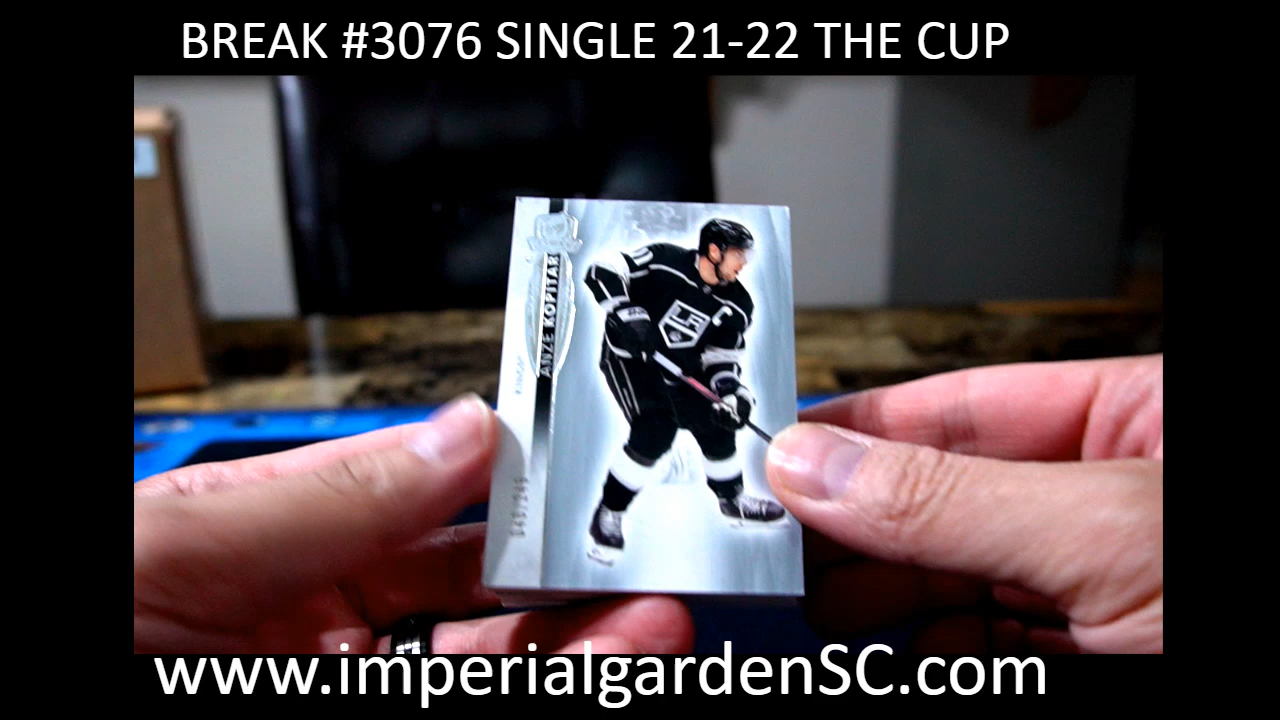 BREAK #3076 SINGLE 21-22 THE CUP
ANZE KOPITAR
C
www.imperialgardenSC.com